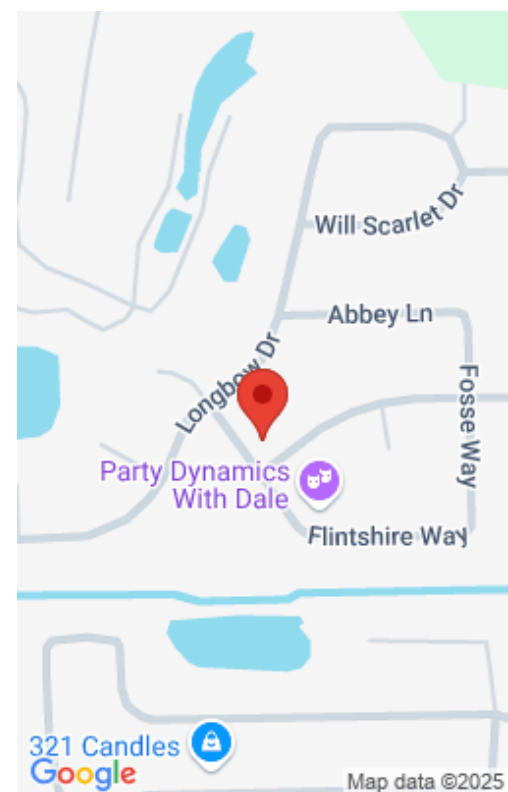 Will Scarlet Dr
Abbey Ln
Longbow Dr
Fosse Way
Party Dynamics
With Dale
Flintshire Way
321 Candles
Google
Map data ©2025